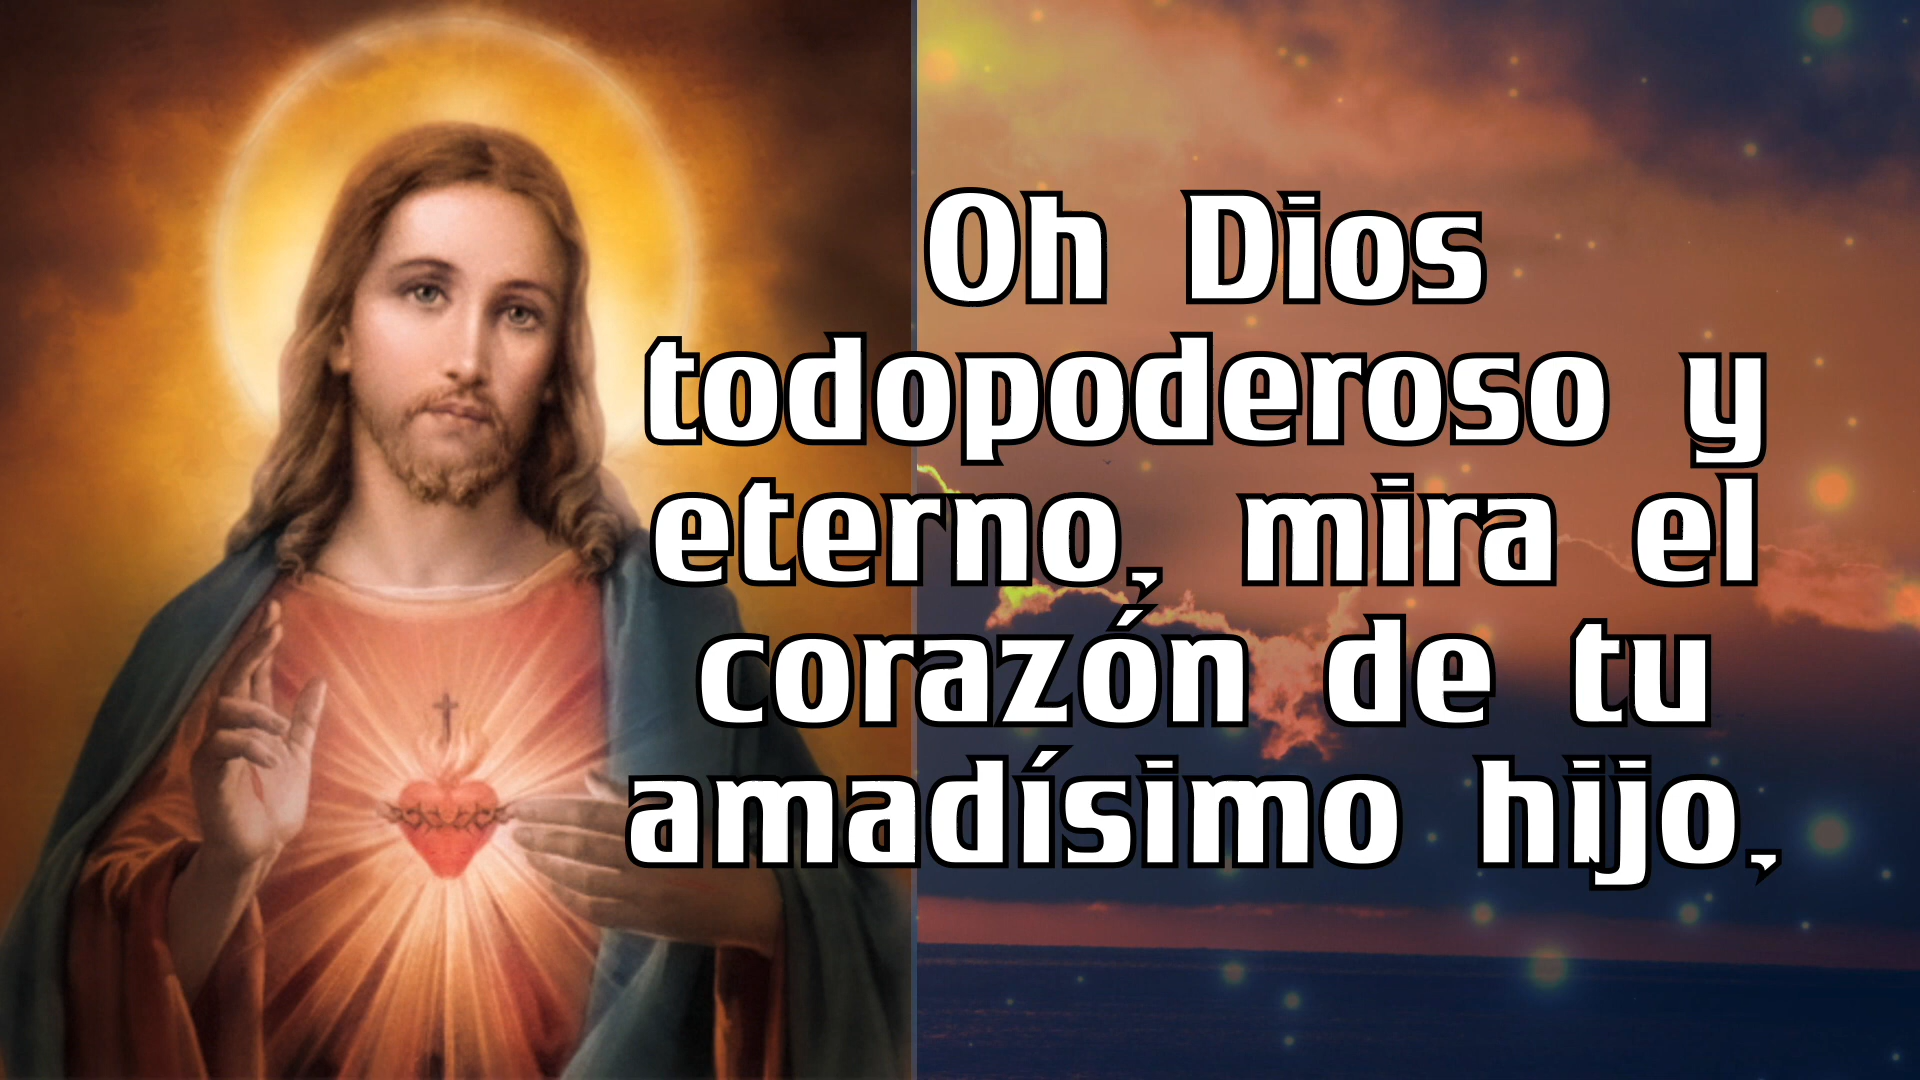 Oh Dios
todopoderoso y
eterno, mira el
corazón de tu
amadísimo hijo,